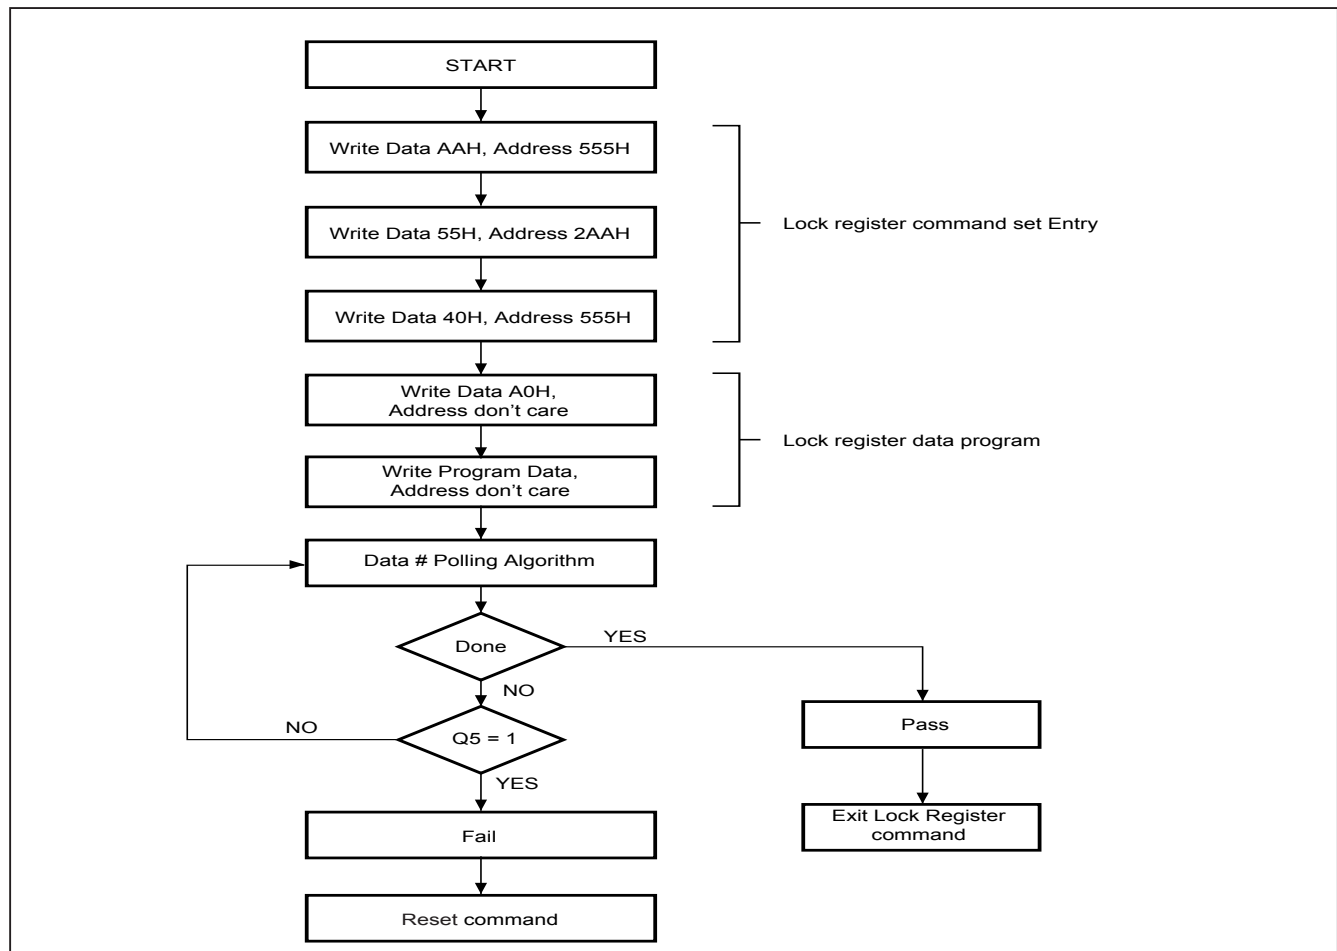 START
Write Data AAH, Address 555H
Write Data 55H, Address 2AAH
Lock register command set Entry
Write Data 40H, Address 555H
Write Data A0H,
Address don't care
Lock register data program
Write Program Data,
Address don't care
Data # Polling Algorithm
Done
YES
NO
Q5 = 1
NO
YES
Pass
Fail
Exit Lock Register
command
Reset command